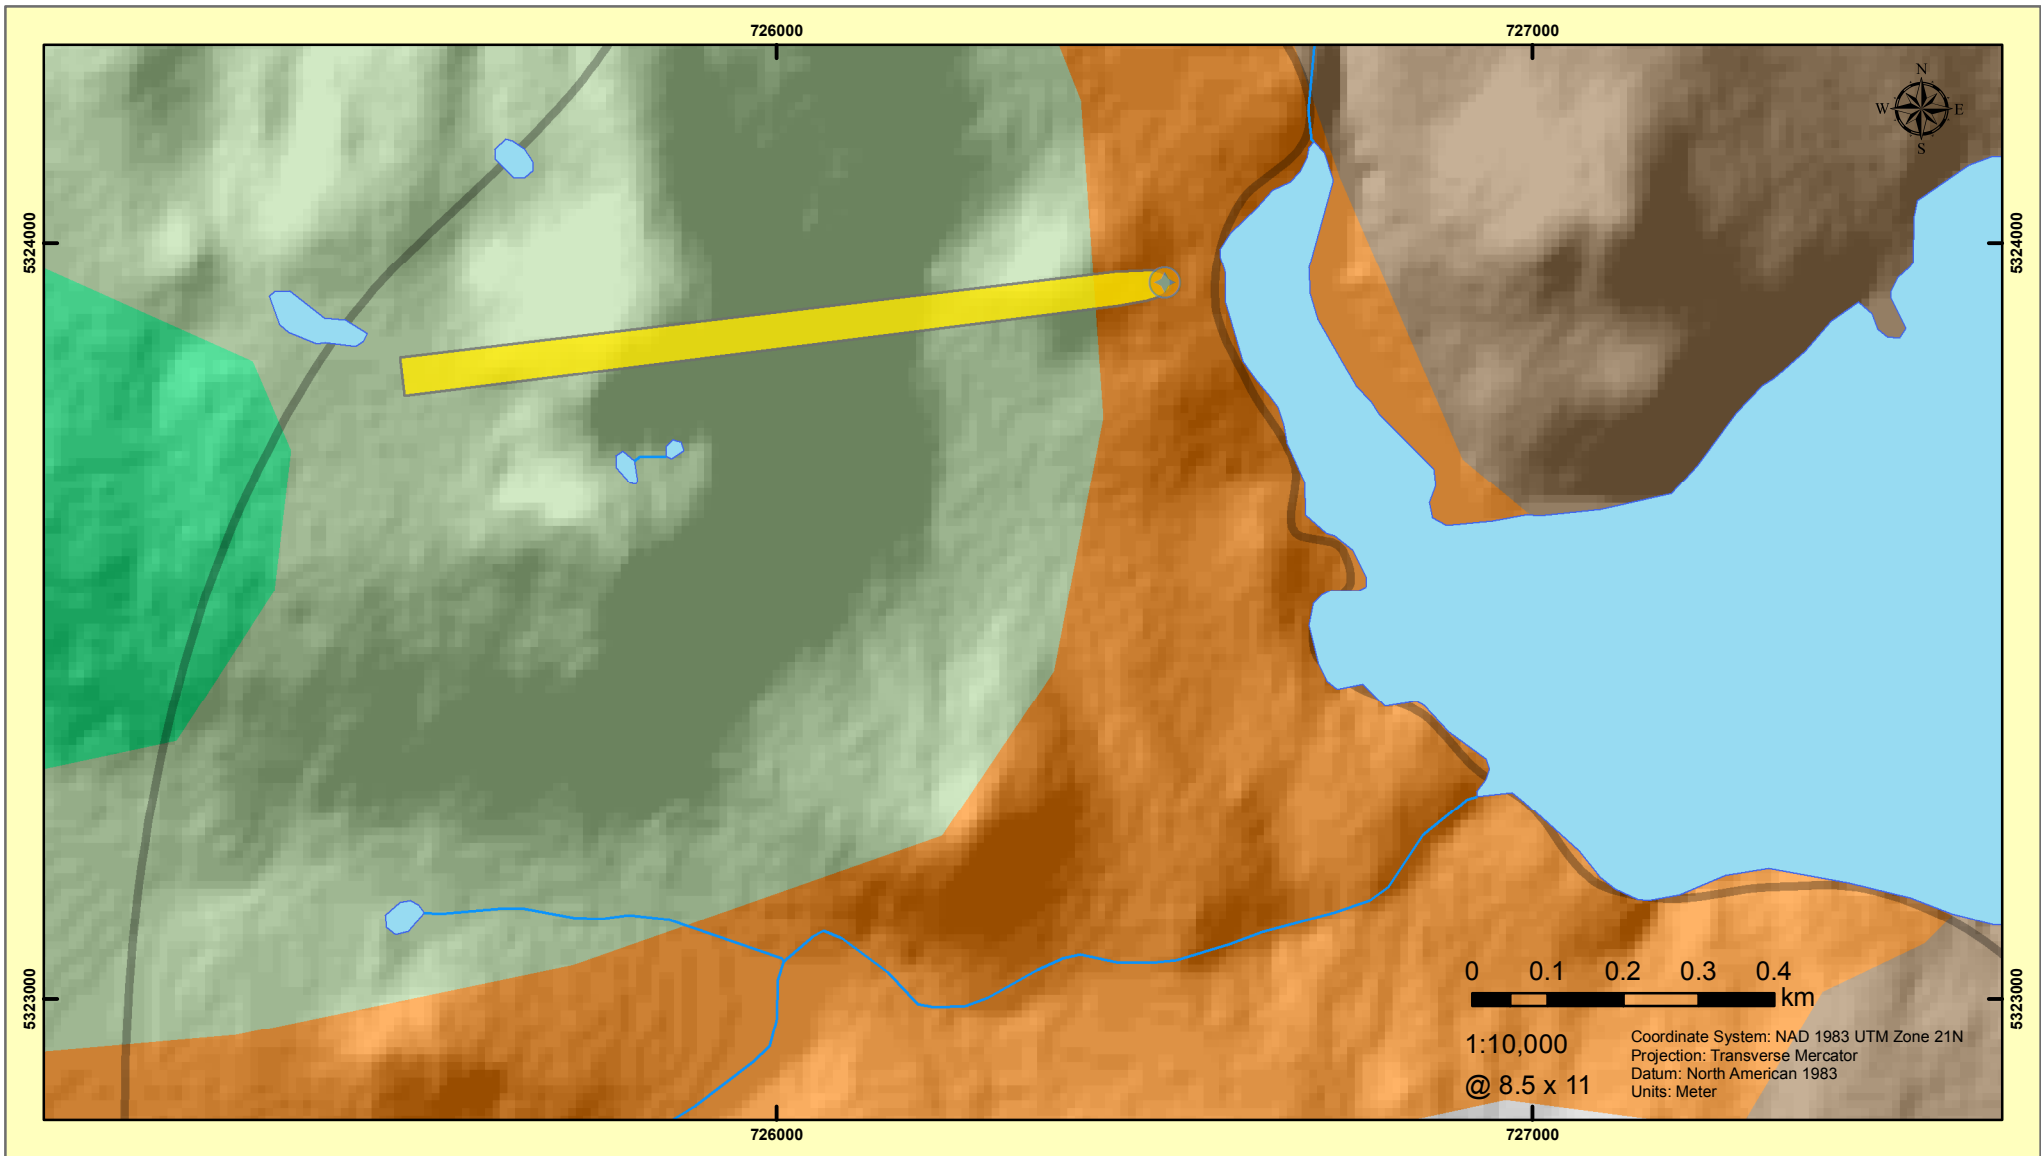 726000 727000
N
W E
S
5324000 5324000
5323000 5323000
0 0.1 0.2 0.3 0.4
km
1:10,000
@ 8.5 x 11
Coordinate System: NAD 1983 UTM Zone 21N
Projection: Transverse Mercator
Datum: North American 1983
Units: Meter
726000 727000